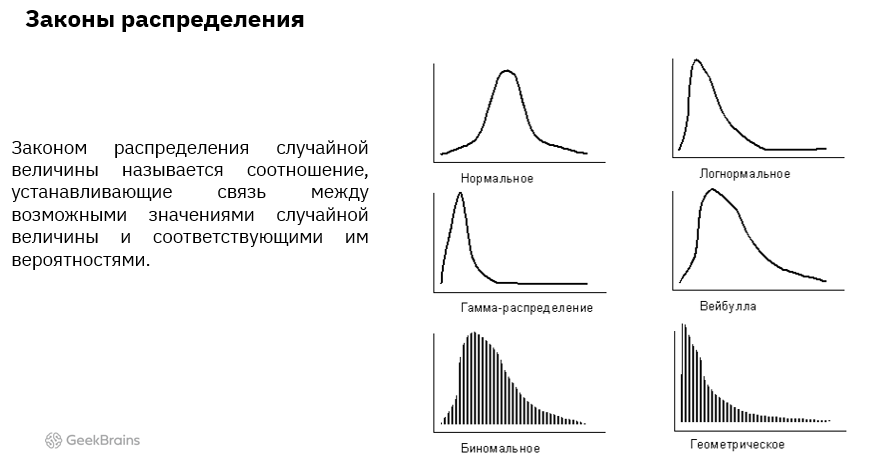 Законы распределения
Законом распределения случайной
величины называется соотношение,
устанавливающие связь между
возможными значениями случайной
величины и соответствующими им
вероятностями.
Нормальное
Логнормальное
Гамма-распределение
Вейбулла
Биномальное
Геометрическое
GeekBrains